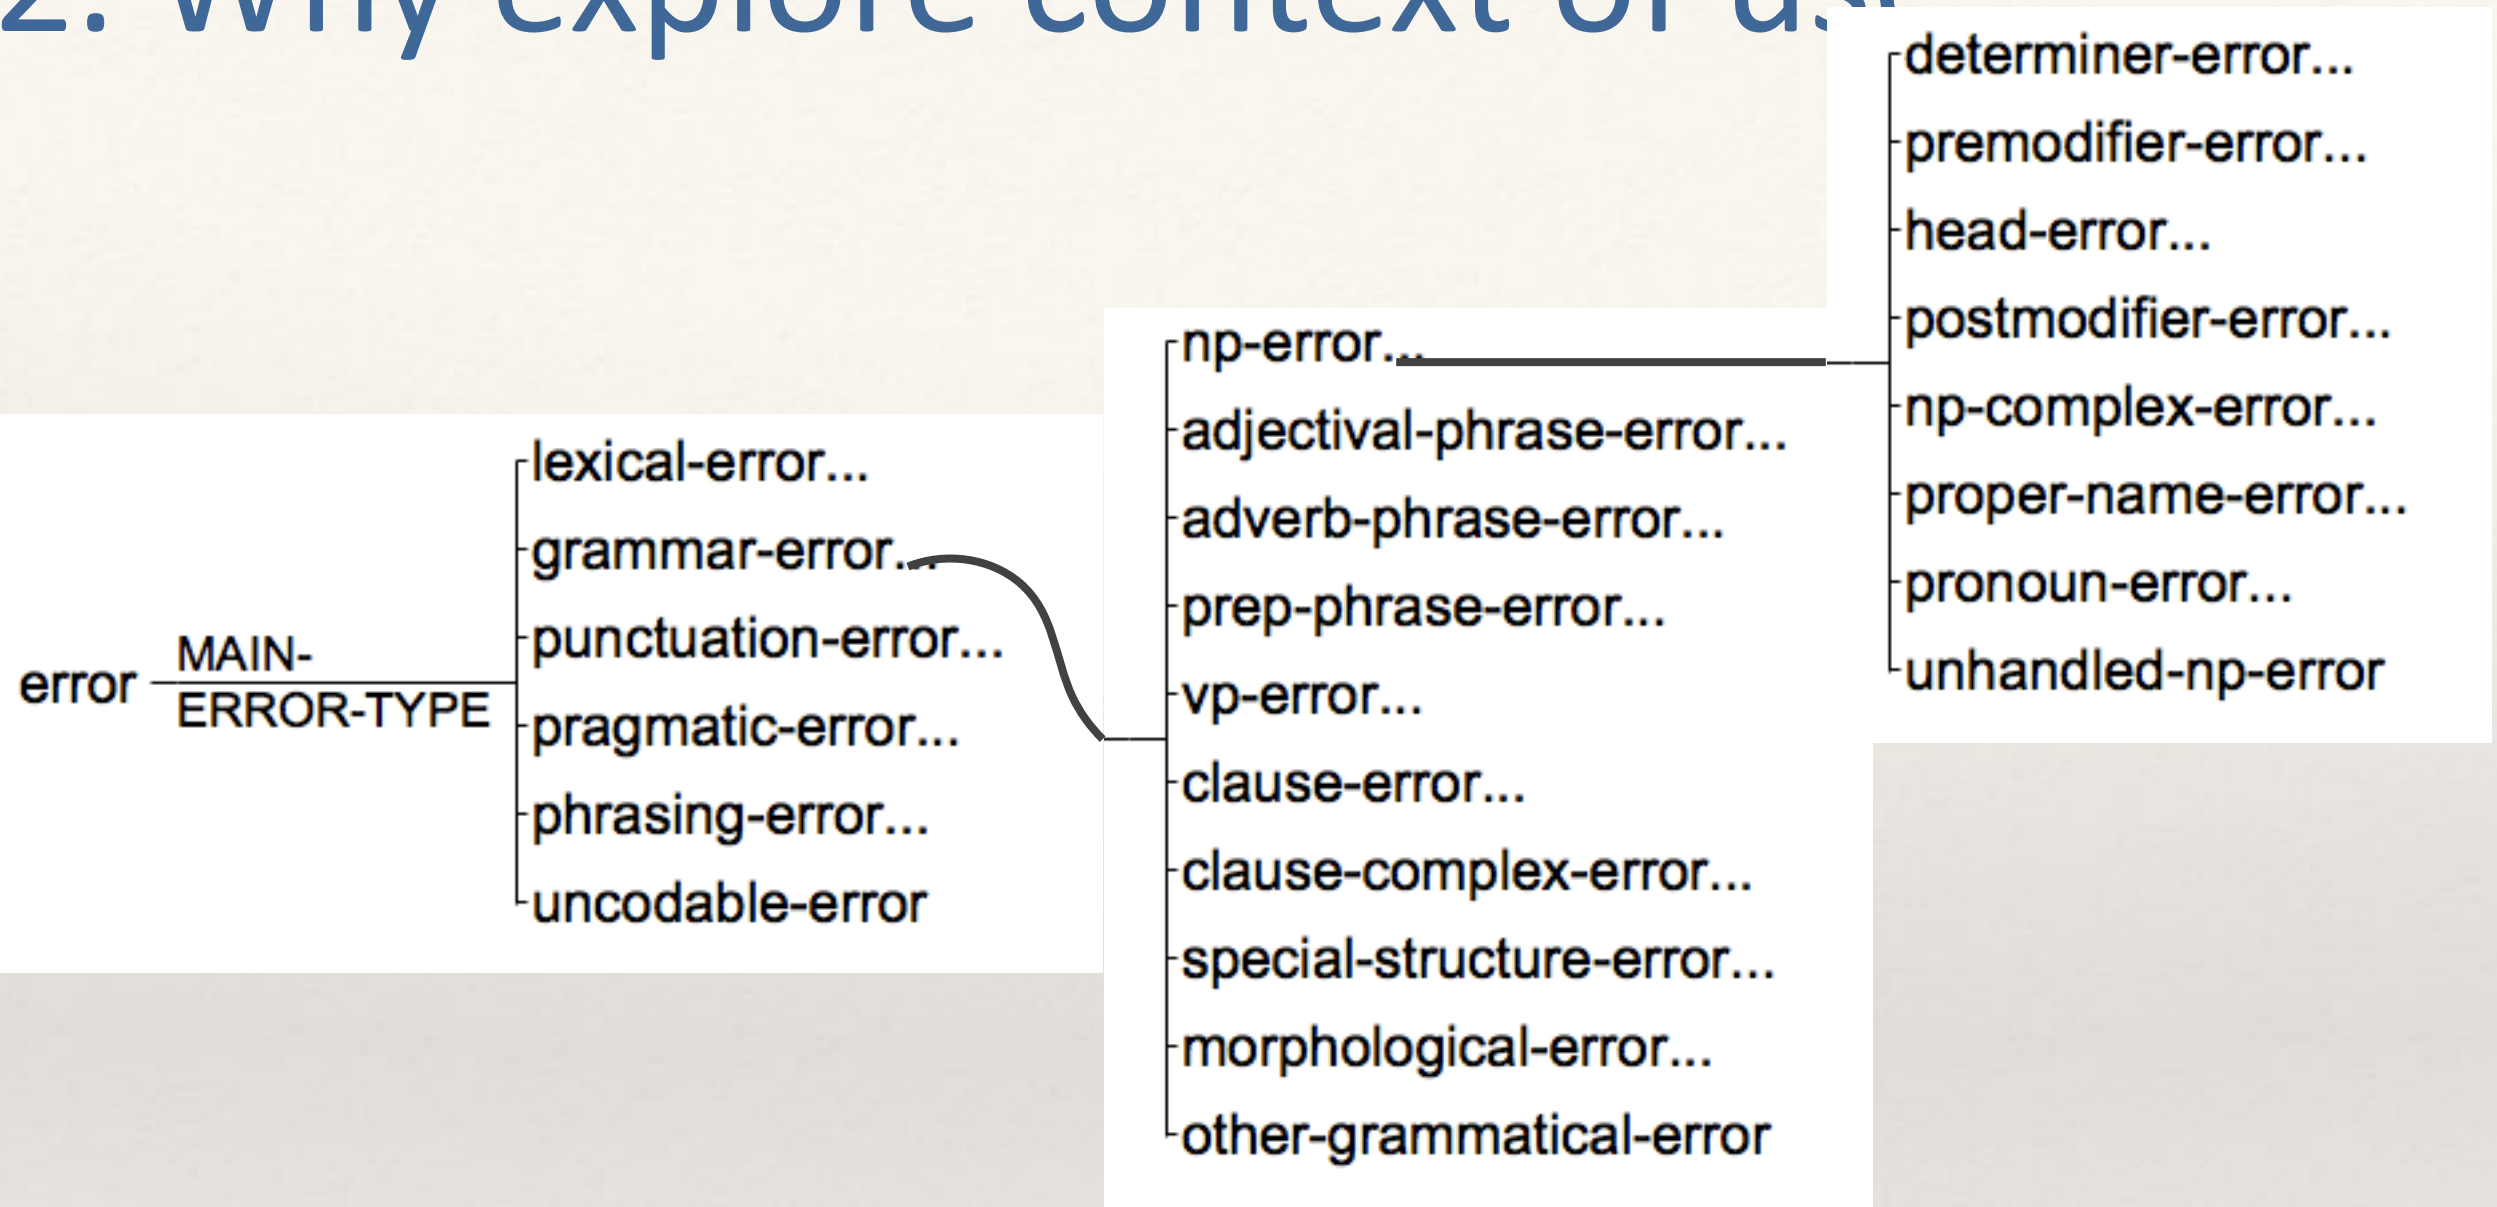 2. Why explore context of use
error
MAIN-
ERROR-TYPE
lexical-error...
grammar-error...
punctuation-error...
pragmatic-error...
phrasing-error...
uncodable-error
np-error...
adjectival-phrase-error...
adverb-phrase-error...
prep-phrase-error...
vp-error...
clause-error...
clause-complex-error...
special-structure-error...
morphological-error...
other-grammatical-error
determiner-error...
premodifier-error...
head-error...
postmodifier-error...
np-complex-error...
proper-name-error...
pronoun-error...
unhandled-np-error